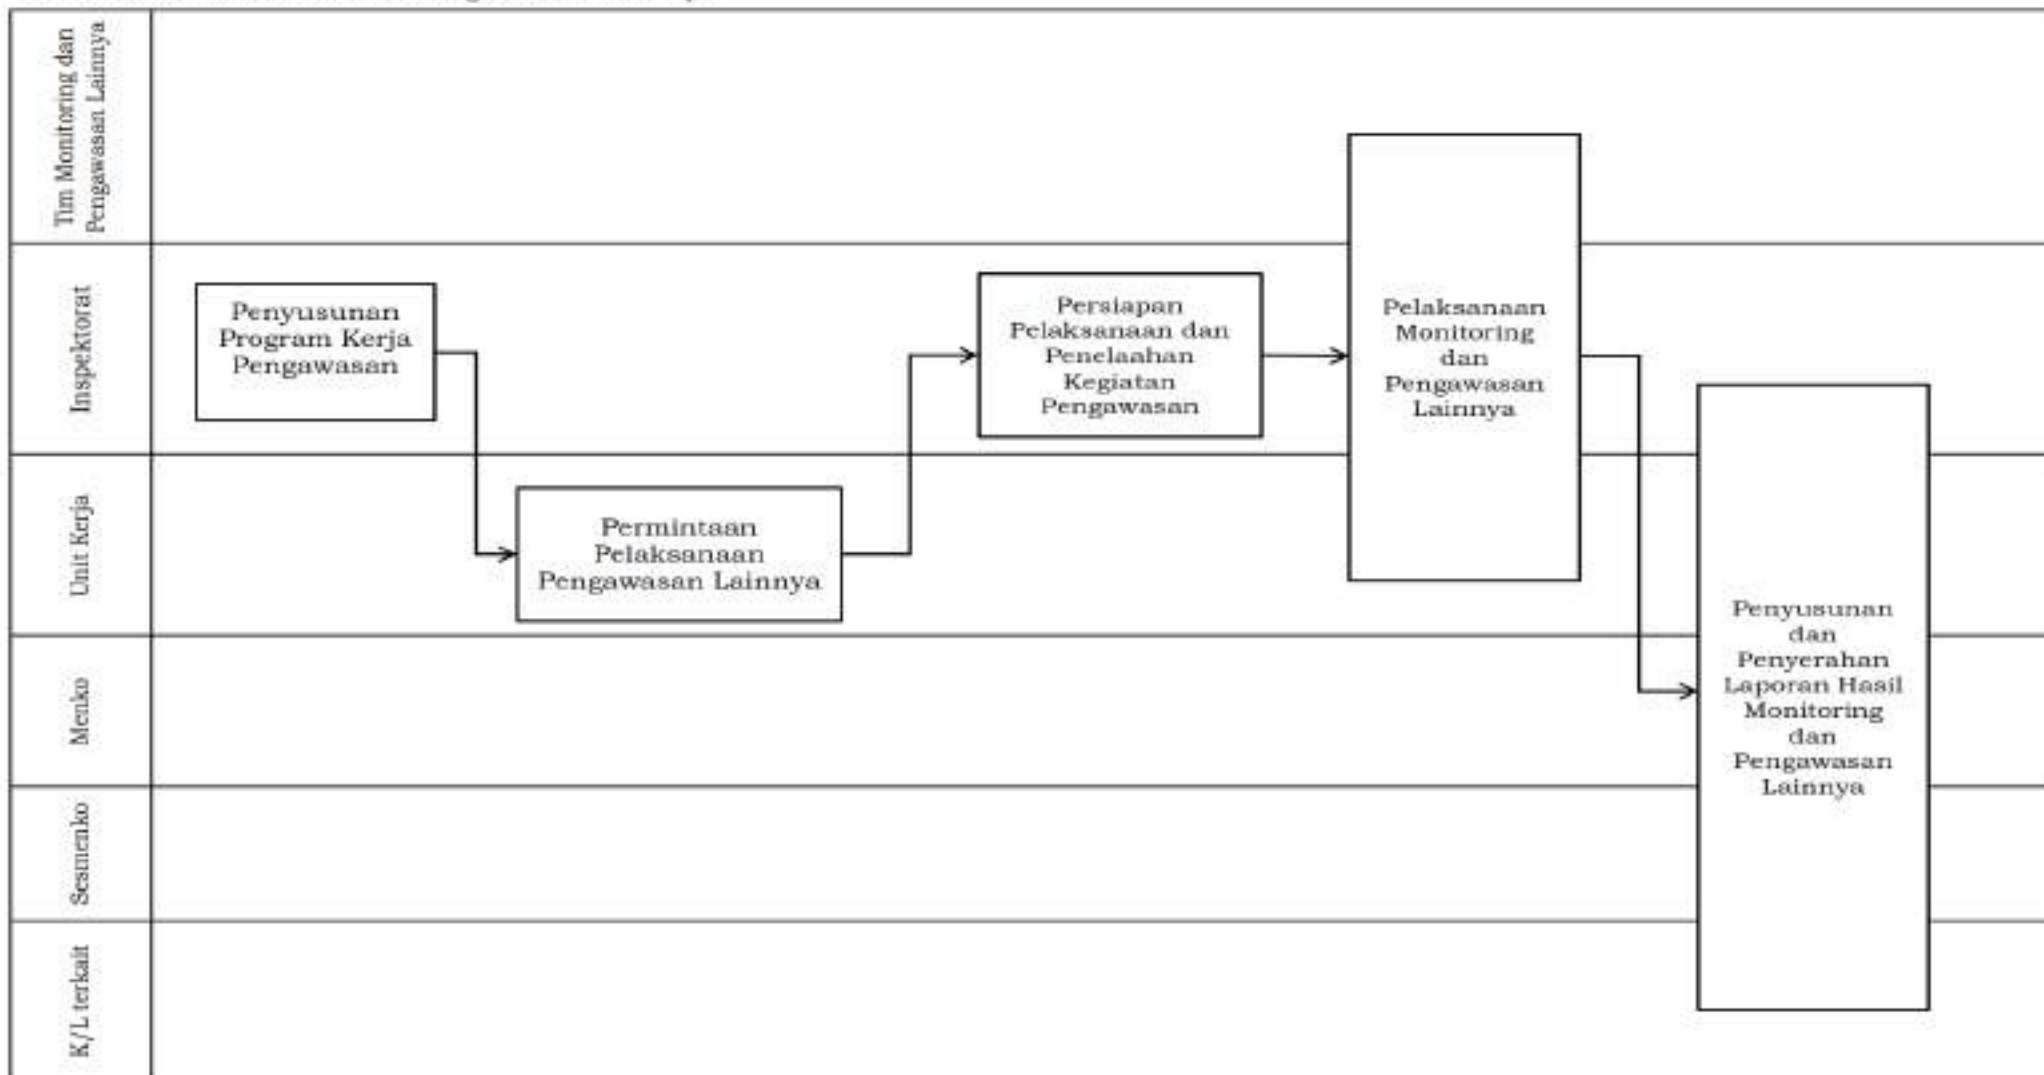 Tim Monitoring dan
Pengawasan Lainnya
Inspektorat
Unit Kerja
Menko
Sesmenko
K/L terkait
Penyusunan
Program Kerja
Pengawasan
Permintaan
Pelaksanaan
Pengawasan Lainnya
Persiapan
Pelaksanaan dan
Penelaahan
Kegiatan
Pengawasan
Pelaksanaan
Monitoring
dan
Pengawasan
Lainnya
Penyusunan
dan
Penyerahan
Laporan Hasil
Monitoring
dan
Pengawasan
Lainnya